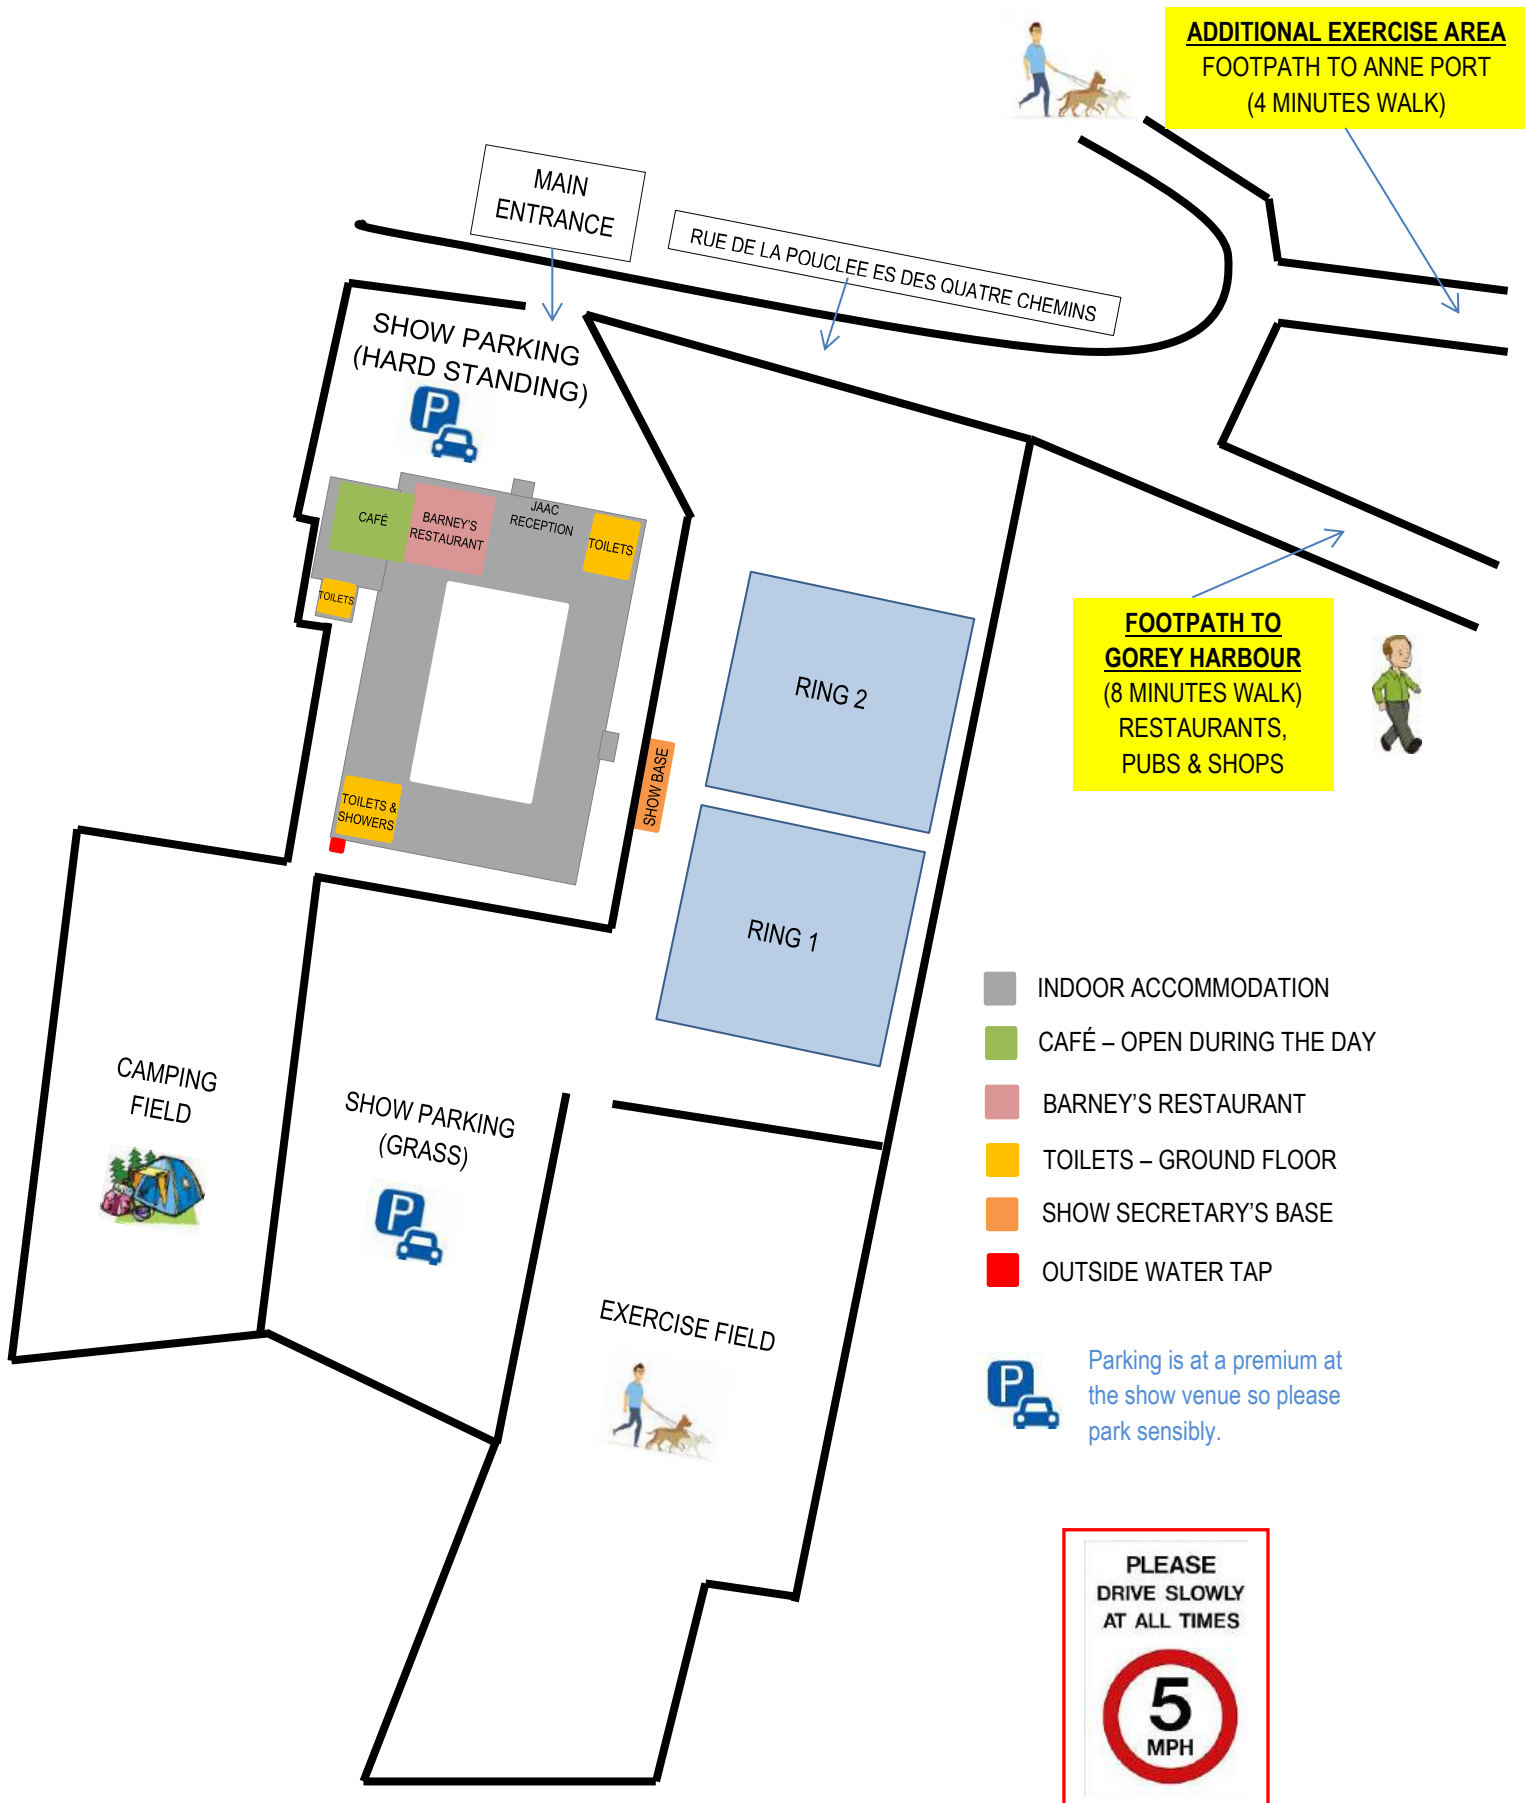 ADDITIONAL EXERCISE AREA
FOOTPATH TO ANNE PORT
(4 MINUTES WALK)
MAIN
ENTRANCE
RUE DE LA POUCLEE ES DES QUATRE CHEMINS
SHOW PARKING
(HARD STANDING)
P
CAFÉ
BARNEY'S
RESTAURANT
JAAC
RECEPTION
TOILETS
TOILETS
FOOTPATH TO
GOREY HARBOUR
(8 MINUTES WALK)
RESTAURANTS,
PUBS & SHOPS
RING 2
SHOW BASE
TOILETS &
SHOWERS
RING 1
INDOOR ACCOMMODATION
CAFÉ – OPEN DURING THE DAY
BARNEY'S RESTAURANT
TOILETS – GROUND FLOOR
SHOW SECRETARY'S BASE
OUTSIDE WATER TAP
CAMPING
FIELD
SHOW PARKING
(GRASS)
P
EXERCISE FIELD
P
Parking is at a premium at
the show venue so please
park sensibly.
PLEASE
DRIVE SLOWLY
AT ALL TIMES
5
MPH